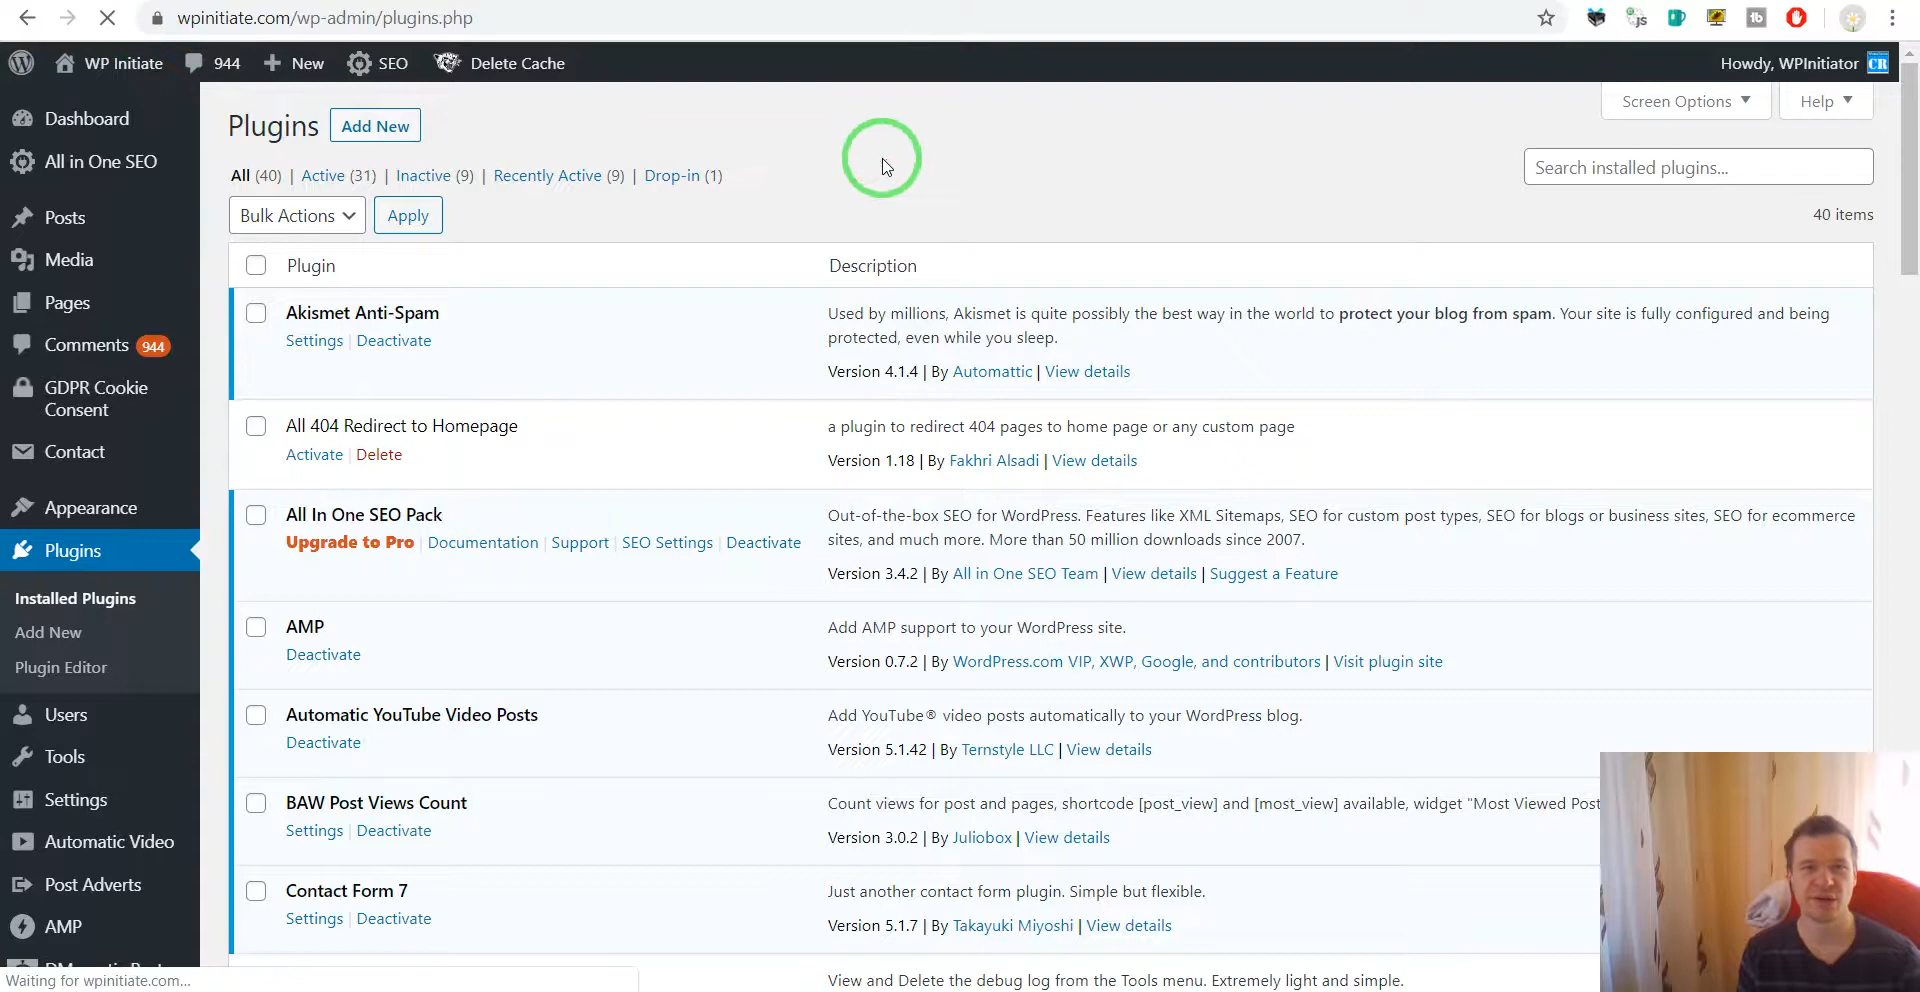 wpinitiate.com/wp-admin/plugins.php
WP Initiate 944 New SEO Delete Cache Howdy, WPInitiator CR
Dashboard
All in One SEO
Posts
Media
Pages
Comments 944
GDPR Cookie
Consent
Contact
Appearance
Plugins
Installed Plugins
Add New
Plugin Editor
Users
Tools
Settings
Automatic Video
Post Adverts
AMP
Screen Options Help
Plugins Add New
All (40) | Active (31) | Inactive (9) | Recently Active (9) | Drop-in (1)
Search installed plugins...
Bulk Actions Apply
40 items
Plugin Description
Akismet Anti-Spam
Settings | Deactivate
Used by millions, Akismet is quite possibly the best way in the world to protect your blog from spam. Your site is fully configured and being
protected, even while you sleep.
Version 4.1.4 | By Automattic | View details
All 404 Redirect to Homepage
Activate | Delete
a plugin to redirect 404 pages to home page or any custom page
Version 1.18 | By Fakhri Alsadi | View details
All In One SEO Pack
Upgrade to Pro | Documentation | Support | SEO Settings | Deactivate
Out-of-the-box SEO for WordPress. Features like XML Sitemaps, SEO for custom post types, SEO for blogs or business sites, SEO for ecommerce
sites, and much more. More than 50 million downloads since 2007.
Version 3.4.2 | By All in One SEO Team | View details | Suggest a Feature
AMP
Deactivate
Add AMP support to your WordPress site.
Version 0.7.2 | By WordPress.com VIP, XWP, Google, and contributors | Visit plugin site
Automatic YouTube Video Posts
Deactivate
Add YouTube® video posts automatically to your WordPress blog.
Version 5.1.42 | By Ternstyle LLC | View details
BAW Post Views Count
Settings | Deactivate
Count views for post and pages, shortcode [post_view] and [most_view] available, widget "Most Viewed Post
Version 3.0.2 | By Juliobox | View details
Contact Form 7
Settings | Deactivate
Just another contact form plugin. Simple but flexible.
Version 5.1.7 | By Takayuki Miyoshi | View details
View and Delete the debug log from the Tools menu. Extremely light and simple.
Waiting for wpinitiate.com...